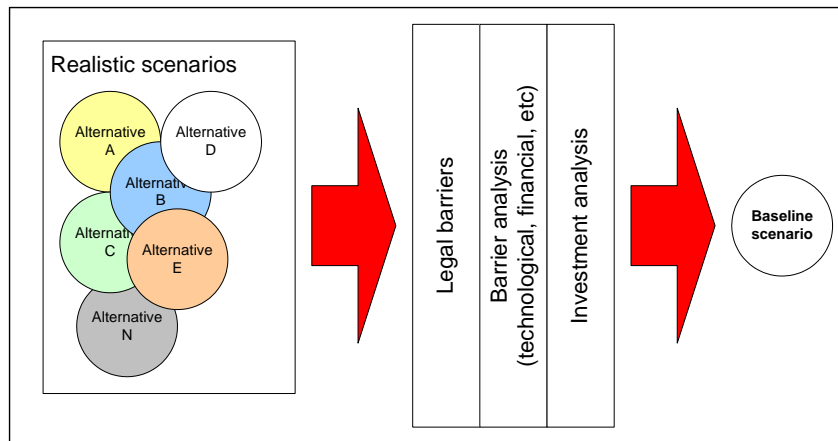 Realistic scenarios
Alternative
A
Alternative
D
Alternative
B
Alternative
C
Alternative
E
Alternative
N
Legal barriers
Barrier analysis
(technological, financial, etc)
Investment analysis
Baseline
scenario